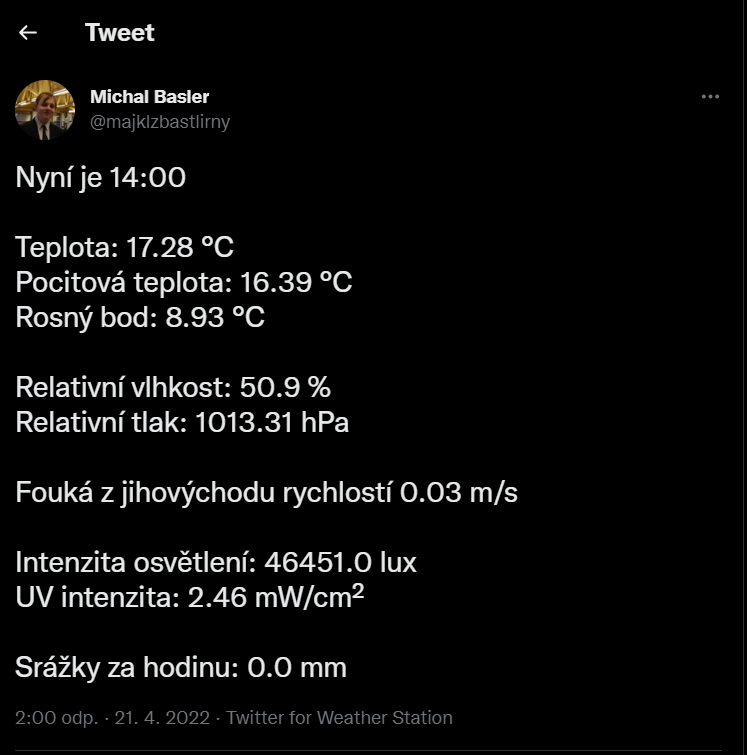 Tweet
Michal Basler
@majklzbastlirny
Nyní je 14:00
Teplota: 17.28 °C
Pocitová teplota: 16.39 °C
Rosný bod: 8.93 °C
Relativní vlhkost: 50.9 %
Relativní tlak: 1013.31 hPa
Fouká z jihovýchodu rychlostí 0.03 m/s
Intenzita osvětlení: 46451.0 lux
UV intenzita: 2.46 mW/cm²
Srážky za hodinu: 0.0 mm
2:00 odp. · 21. 4. 2022 · Twitter for Weather Station